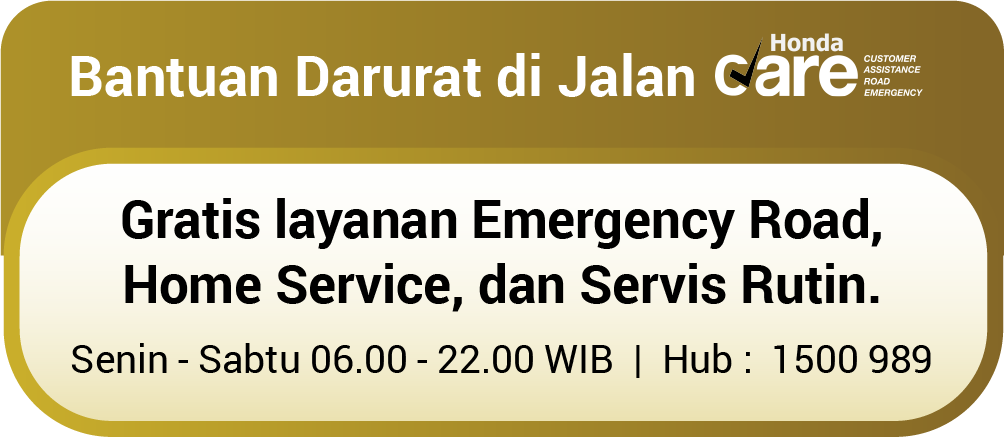 Bantuan Darurat di Jalan
Honda
care
CUSTOMER
ASSISTANCE
ROAD
EMERGENCY
Gratis layanan Emergency Road,
Home Service, dan Servis Rutin.
Senin - Sabtu 06.00 - 22.00 WIB | Hub : 1500 989